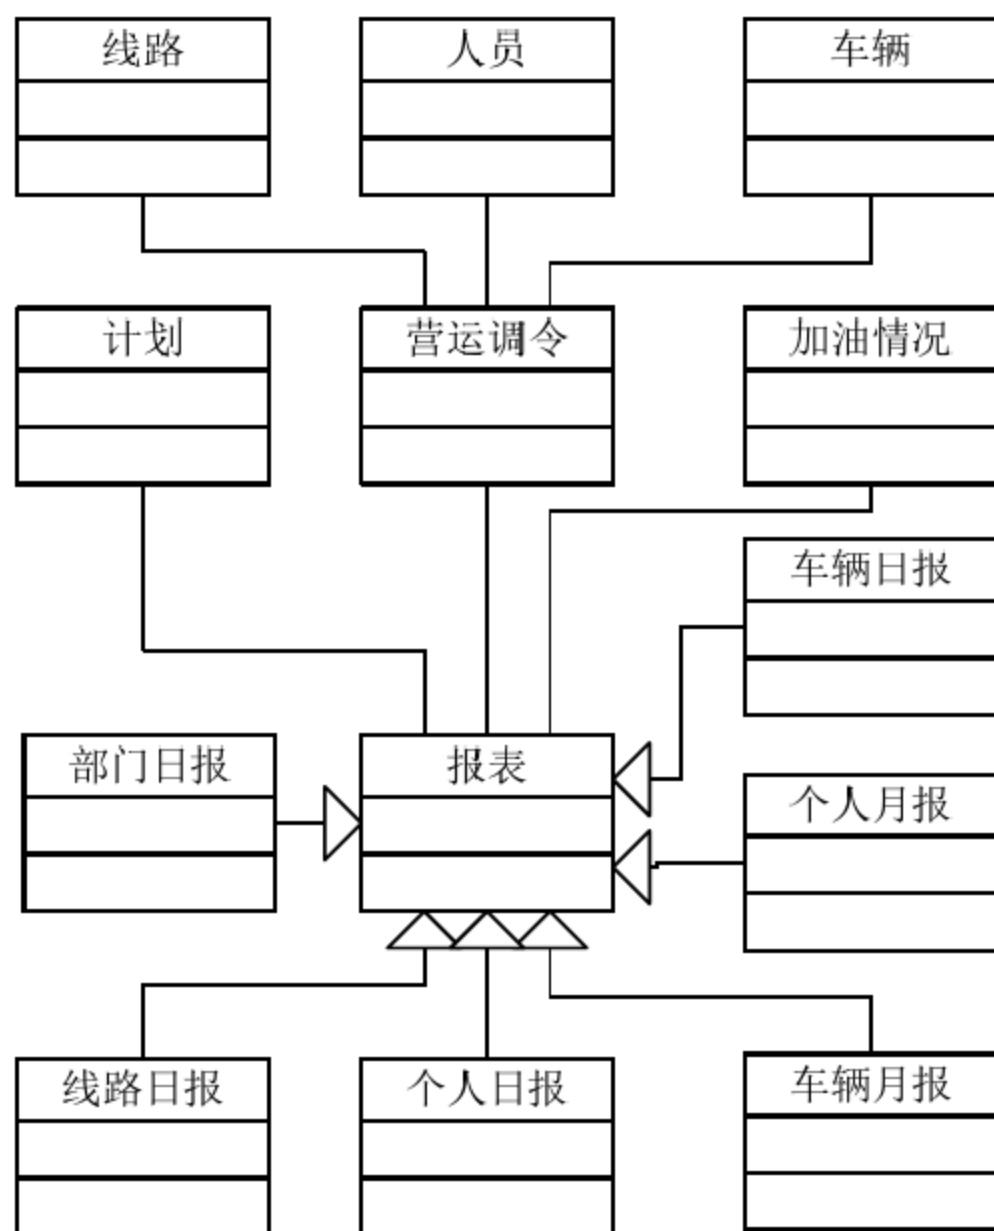 线路
人员
车辆
计划
营运调令
加油情况
车辆日报
部门日报
报表
个人月报
线路日报
个人日报
车辆月报